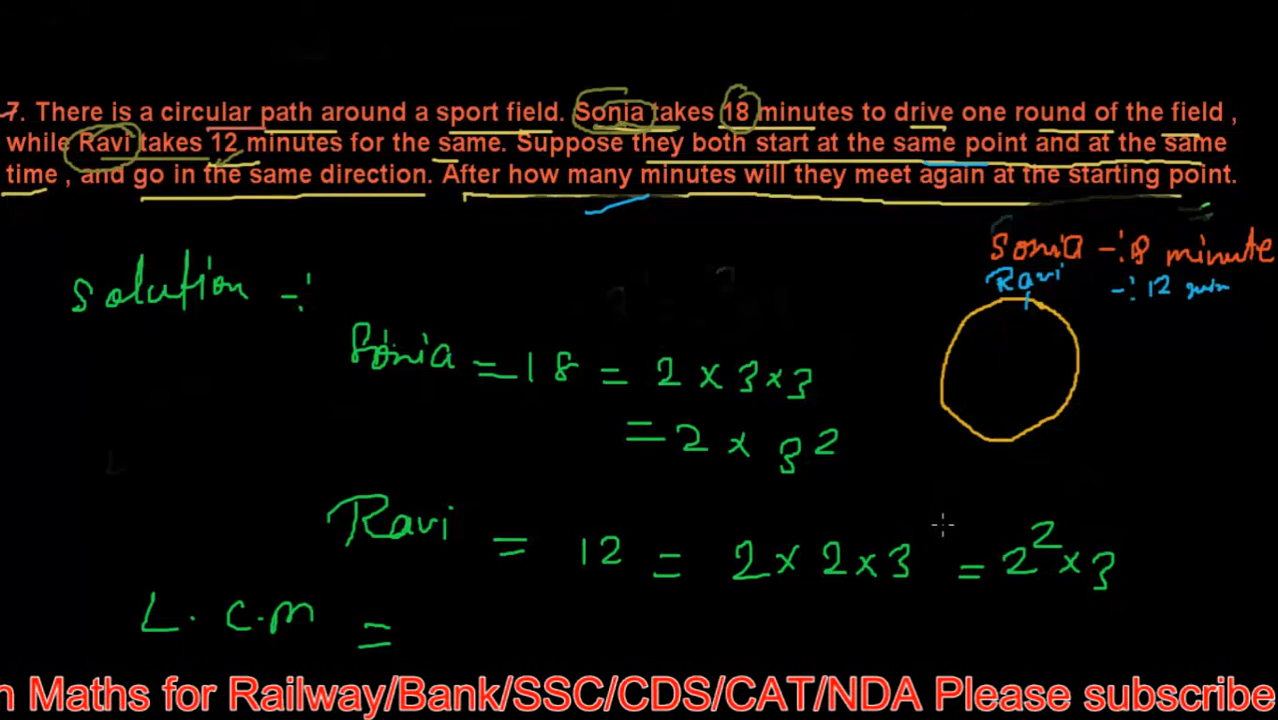 7. There is a circular path around a sport field. Sonia takes 18 minutes to drive one round of the field ,
while Ravi takes 12 minutes for the same. Suppose they both start at the same point and at the same
time , and go in the same direction. After how many minutes will they meet again at the starting point.
Sonia -: 18 minute
Ravi -: 12 min
Solution -:
Sonia = 18 = 2 × 3 × 3
= 2 × 3²
Ravi = 12 = 2 × 2 × 3 = 2² × 3
L.C.M =
n Maths for Railway/Bank/SSC/CDS/CAT/NDA Please subscribe